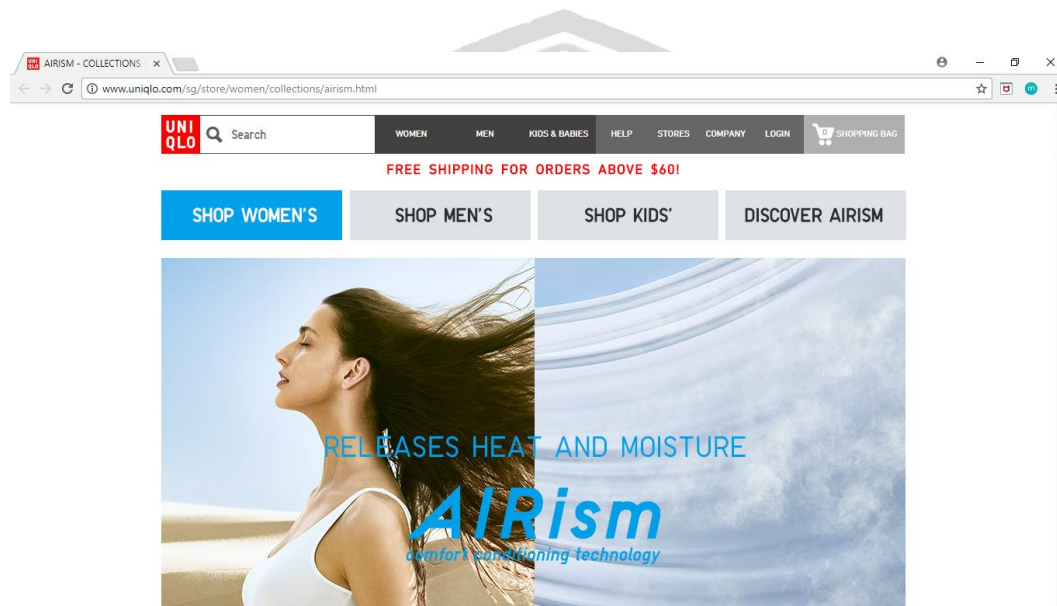 UNI QLO AIRISM - COLLECTIONS -
www.uniqlo.com/sg/store/women/collections/airism.html
UNI
QLO
Search WOMEN MEN KIDS & BABIES HELP STORES COMPANY LOGIN 0 SHOPPING BAG
FREE SHIPPING FOR ORDERS ABOVE $60!
SHOP WOMEN'S SHOP MEN'S SHOP KIDS' DISCOVER AIRISM
RELEASES HEAT AND MOISTURE
AIRism
comfort conditioning technology